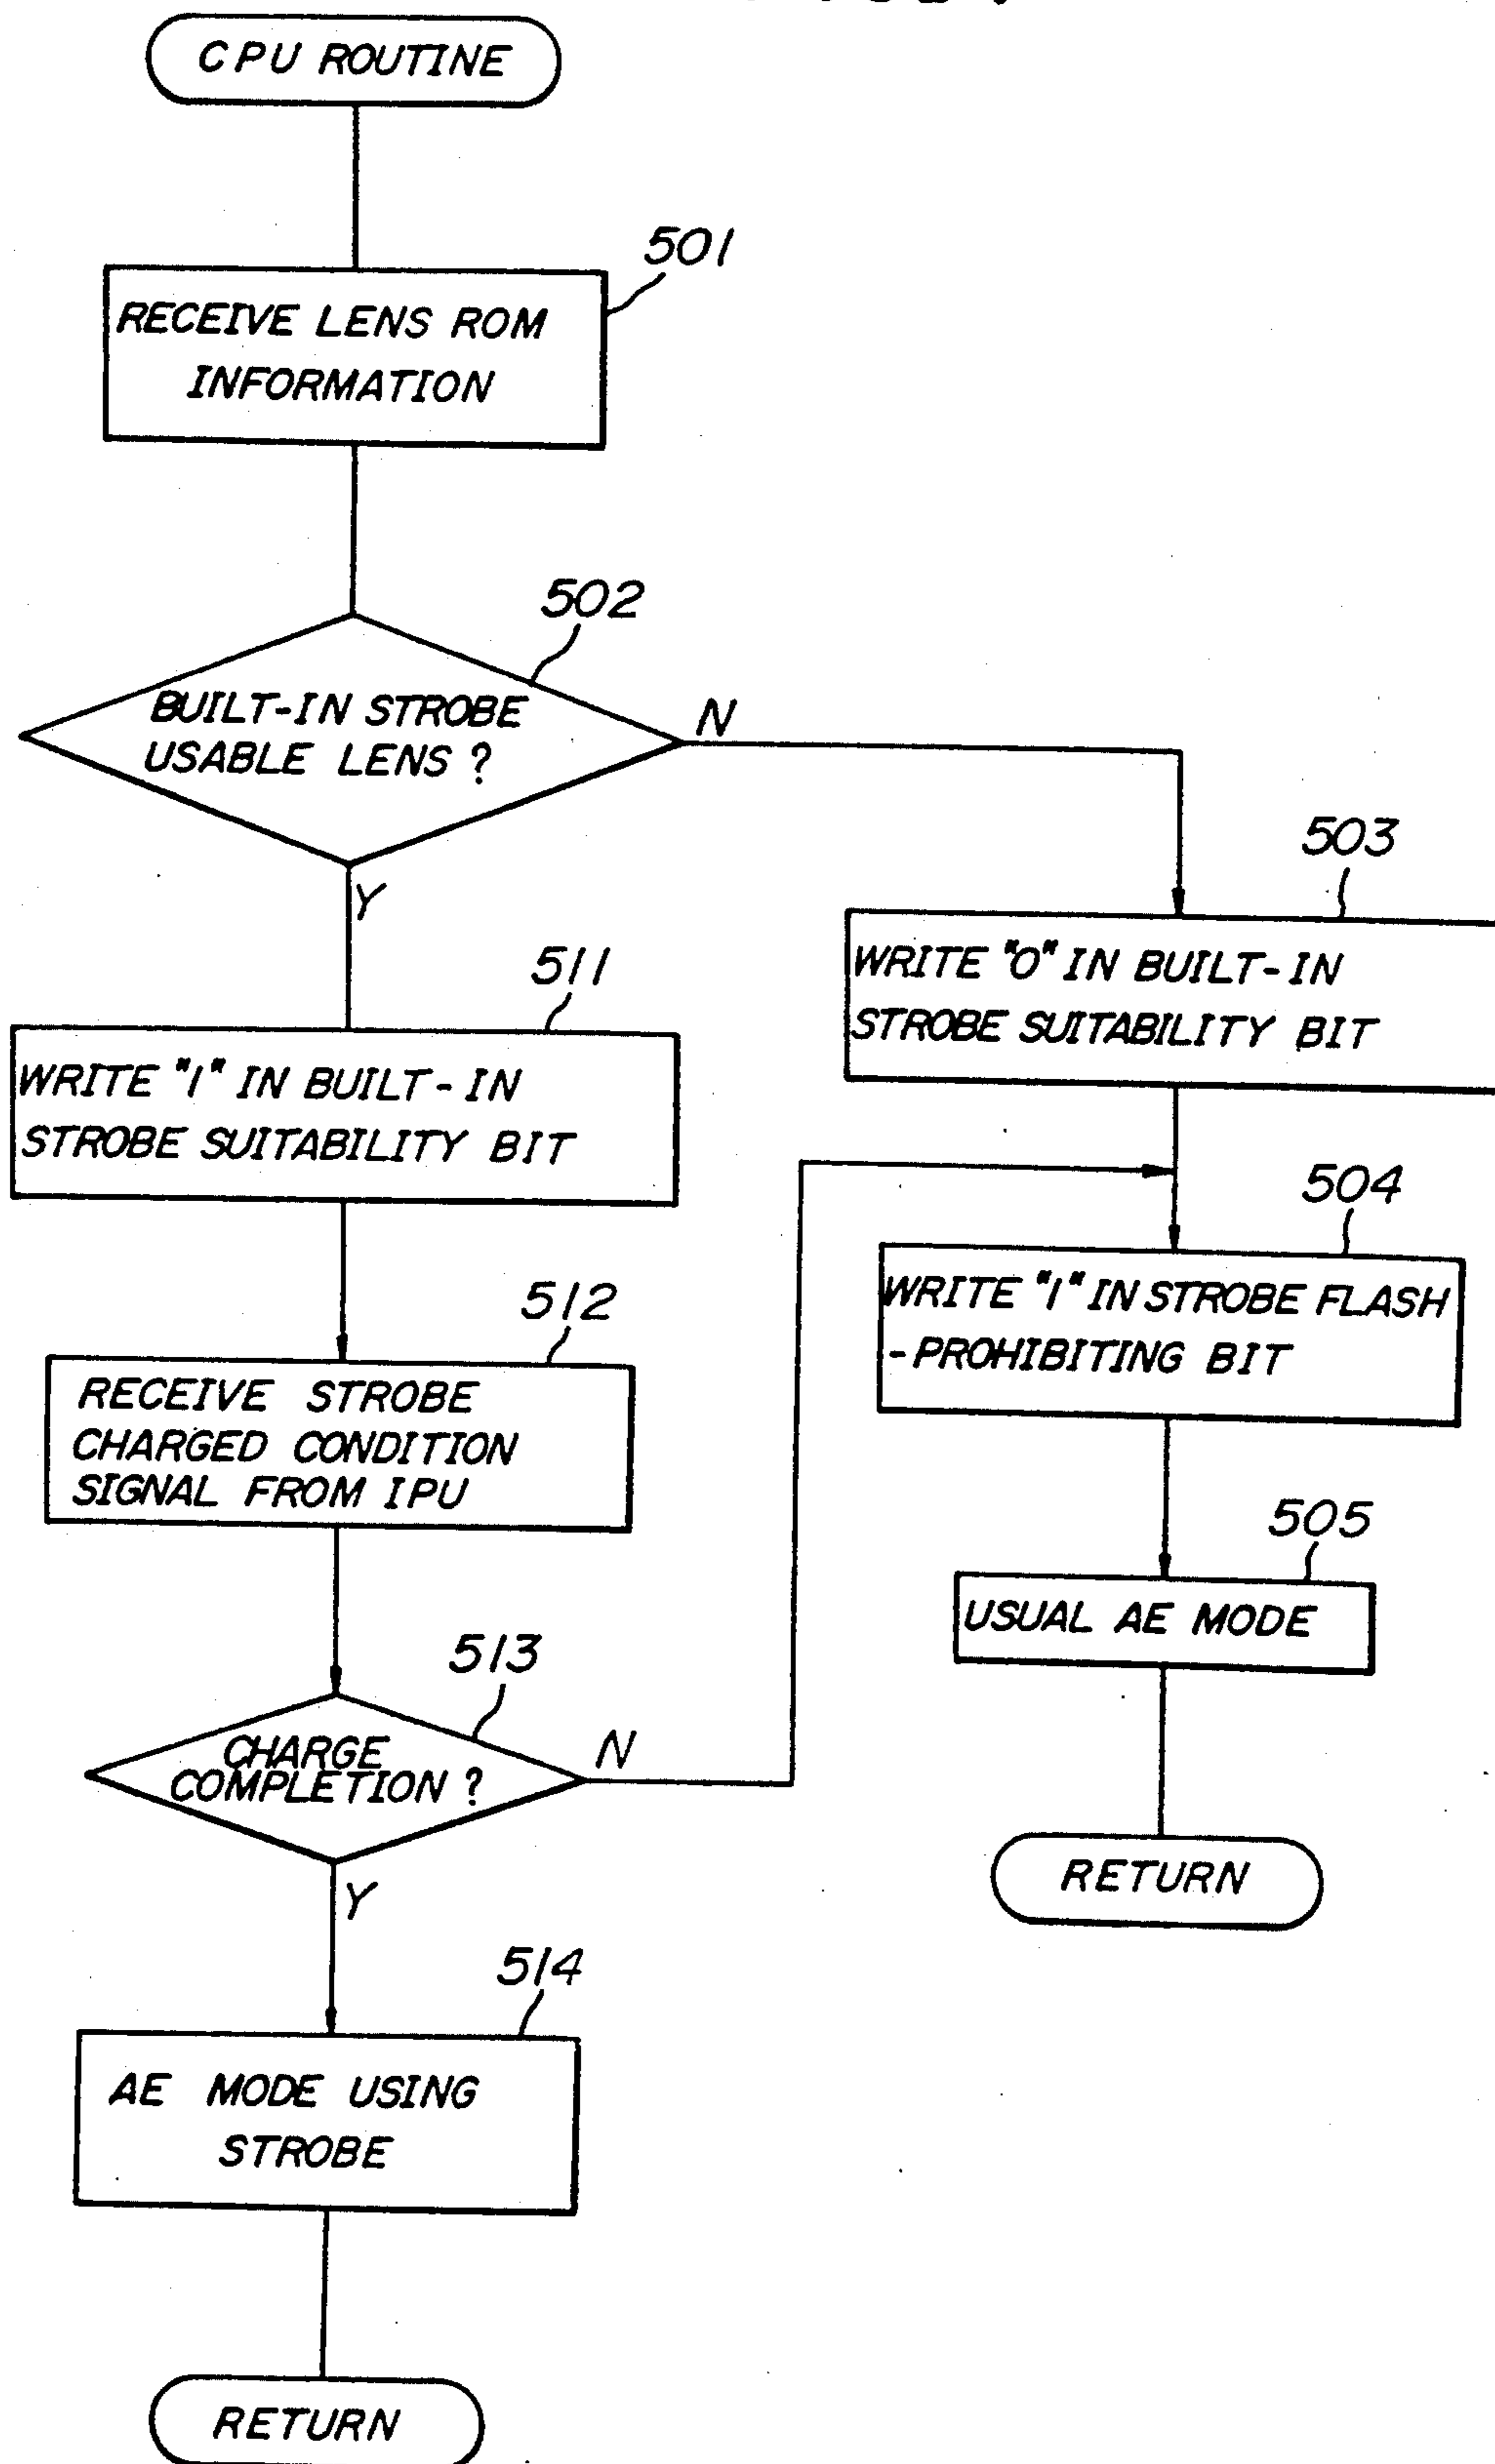 CPU ROUTINE
501
RECEIVE LENS ROM
INFORMATION
502
BUILT-IN STROBE
USABLE LENS ?
N
Y
503
WRITE "0" IN BUILT-IN
STROBE SUITABILITY BIT
511
WRITE "1" IN BUILT-IN
STROBE SUITABILITY BIT
504
WRITE "1" IN STROBE FLASH
-PROHIBITING BIT
512
RECEIVE STROBE
CHARGED CONDITION
SIGNAL FROM IPU
505
USUAL AE MODE
513
CHARGE
COMPLETION ?
N
Y
RETURN
514
AE MODE USING
STROBE
RETURN